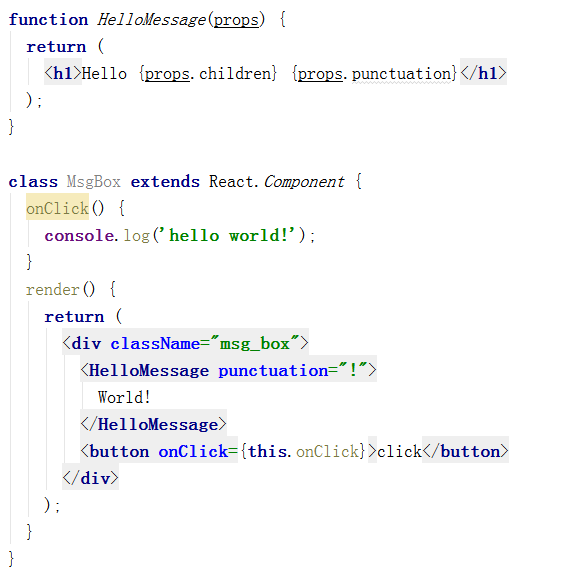 function HelloMessage(props) {
  return (
    <h1>Hello {props.children} {props.punctuation}</h1>
  );
}

class MsgBox extends React.Component {
  onClick() {
    console.log('hello world!');
  }
  render() {
    return (
      <div className="msg_box">
        <HelloMessage punctuation="!">
          World!
        </HelloMessage>
        <button onClick={this.onClick}>click</button>
      </div>
    );
  }
}